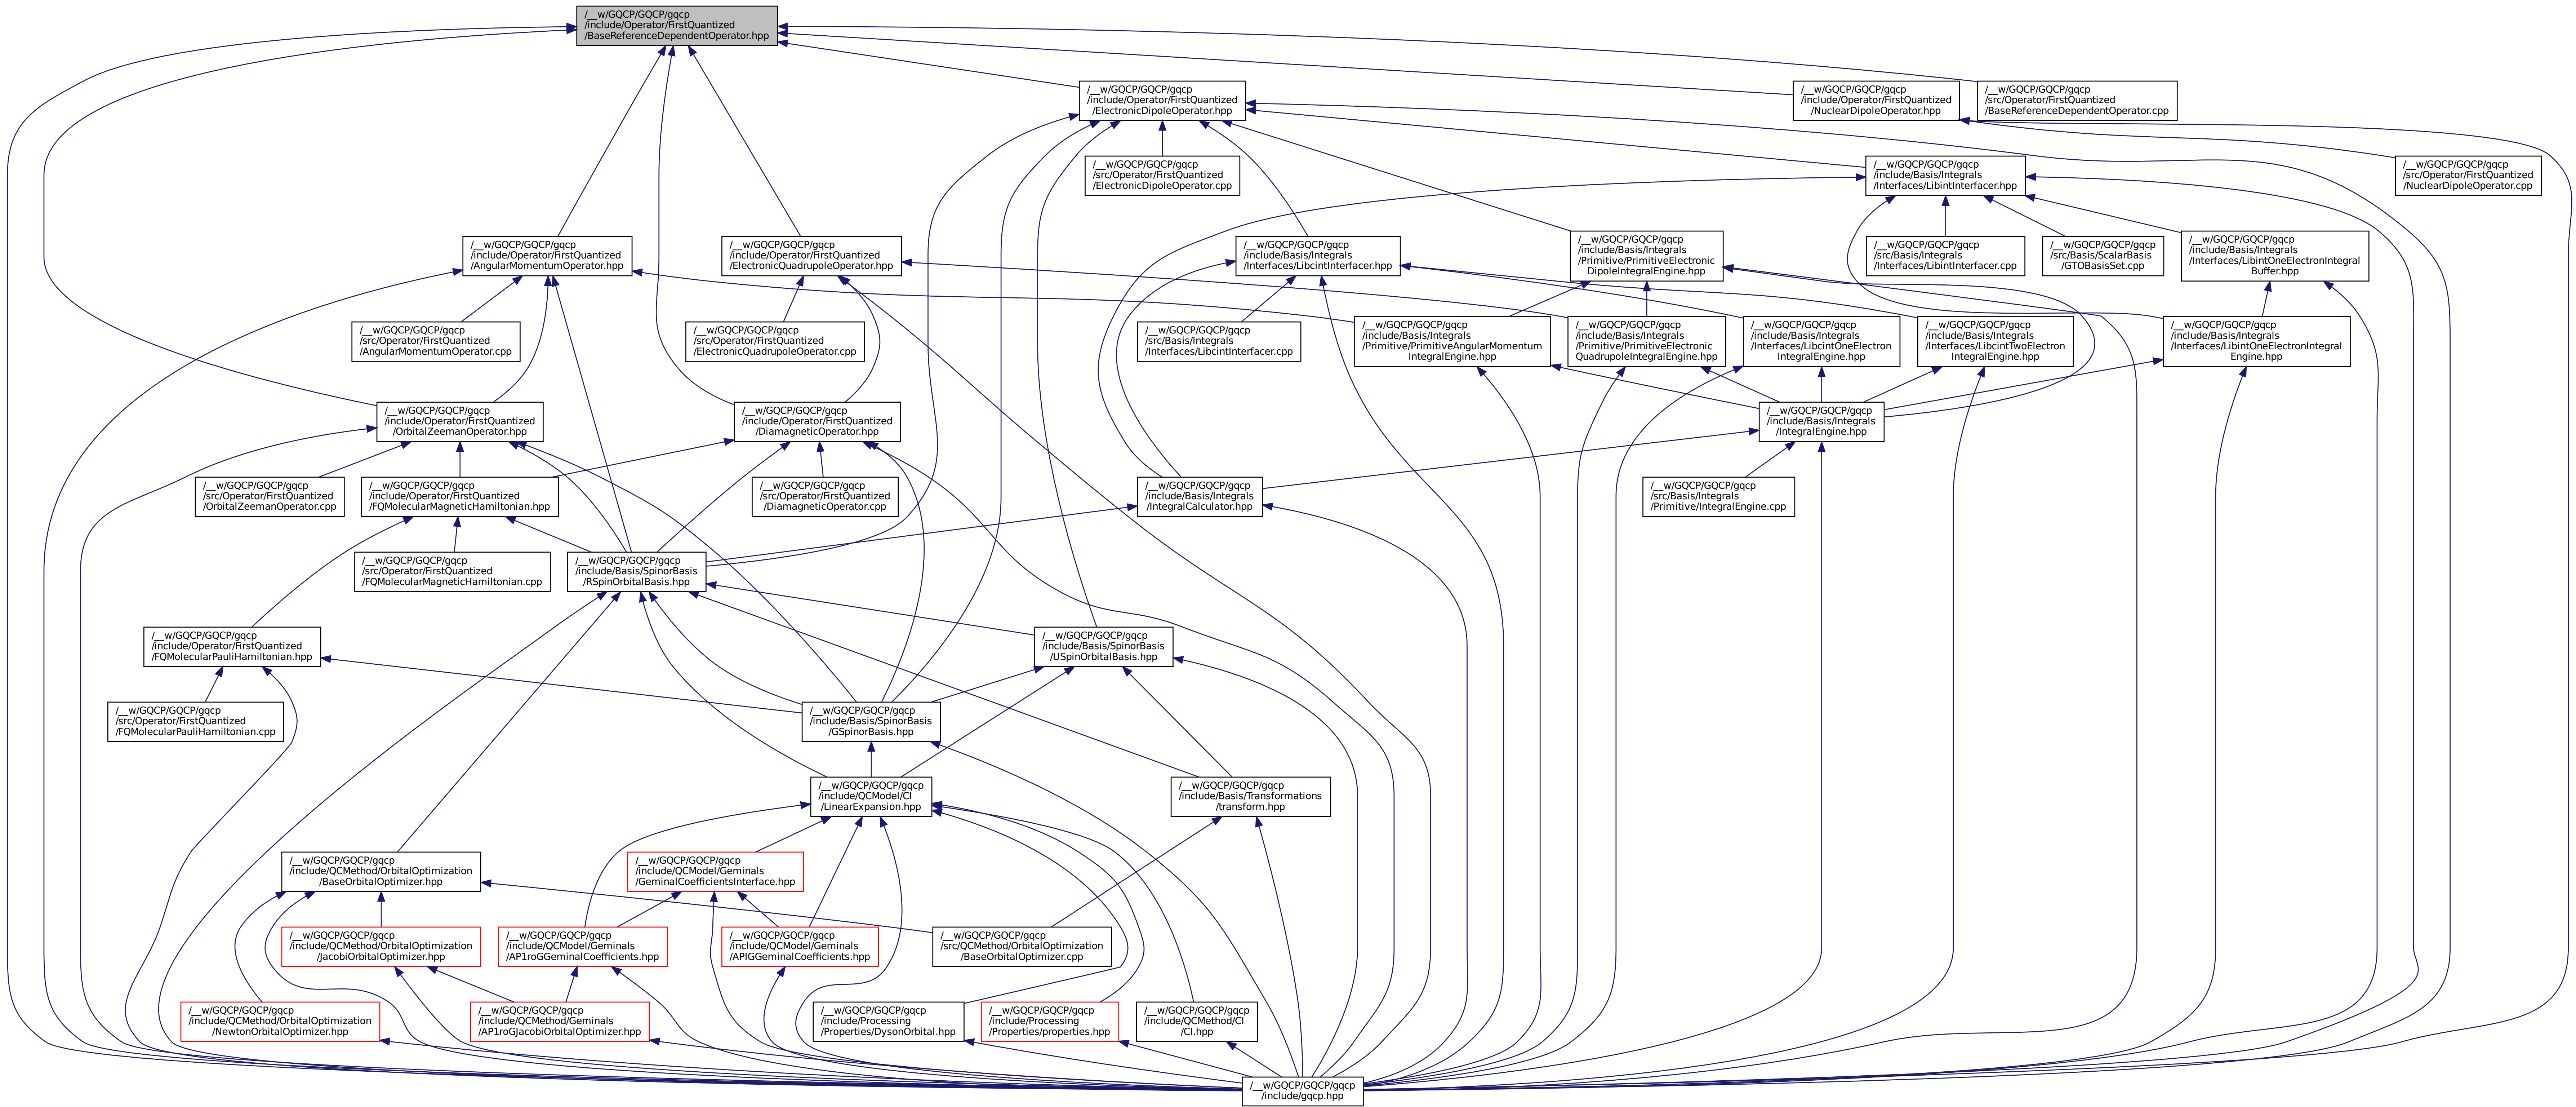 /__w/GQCP/GQCP/gqcp
/include/Operator/FirstQuantized
/BaseReferenceDependentOperator.hpp
/__w/GQCP/GQCP/gqcp
/include/Operator/FirstQuantized
/ElectronicDipoleOperator.hpp
/__w/GQCP/GQCP/gqcp
/include/Operator/FirstQuantized
/NuclearDipoleOperator.hpp
/__w/GQCP/GQCP/gqcp
/src/Operator/FirstQuantized
/BaseReferenceDependentOperator.cpp
/__w/GQCP/GQCP/gqcp
/src/Operator/FirstQuantized
/ElectronicDipoleOperator.cpp
/__w/GQCP/GQCP/gqcp
/include/Basis/Integrals
/Interfaces/LibintInterfacer.hpp
/__w/GQCP/GQCP/gqcp
/src/Operator/FirstQuantized
/NuclearDipoleOperator.cpp
/__w/GQCP/GQCP/gqcp
/include/Operator/FirstQuantized
/AngularMomentumOperator.hpp
/__w/GQCP/GQCP/gqcp
/include/Operator/FirstQuantized
/ElectronicQuadrupoleOperator.hpp
/__w/GQCP/GQCP/gqcp
/include/Basis/Integrals
/Interfaces/LibcintInterfacer.hpp
/__w/GQCP/GQCP/gqcp
/include/Basis/Integrals
/Primitive/PrimitiveElectronic
DipoleIntegralEngine.hpp
/__w/GQCP/GQCP/gqcp
/src/Basis/Integrals
/Interfaces/LibintInterfacer.cpp
/__w/GQCP/GQCP/gqcp
/src/Basis/ScalarBasis
/GTOBasisSet.cpp
/__w/GQCP/GQCP/gqcp
/include/Basis/Integrals
/Interfaces/LibintOneElectronIntegral
Buffer.hpp
/__w/GQCP/GQCP/gqcp
/src/Operator/FirstQuantized
/AngularMomentumOperator.cpp
/__w/GQCP/GQCP/gqcp
/src/Operator/FirstQuantized
/ElectronicQuadrupoleOperator.cpp
/__w/GQCP/GQCP/gqcp
/src/Basis/Integrals
/Interfaces/LibcintInterfacer.cpp
/__w/GQCP/GQCP/gqcp
/include/Basis/Integrals
/Primitive/PrimitiveAngularMomentum
IntegralEngine.hpp
/__w/GQCP/GQCP/gqcp
/include/Basis/Integrals
/Primitive/PrimitiveElectronic
QuadrupoleIntegralEngine.hpp
/__w/GQCP/GQCP/gqcp
/include/Basis/Integrals
/Interfaces/LibcintOneElectron
IntegralEngine.hpp
/__w/GQCP/GQCP/gqcp
/include/Basis/Integrals
/Interfaces/LibcintTwoElectron
IntegralEngine.hpp
/__w/GQCP/GQCP/gqcp
/include/Basis/Integrals
/Interfaces/LibintOneElectronIntegral
Engine.hpp
/__w/GQCP/GQCP/gqcp
/include/Operator/FirstQuantized
/OrbitalZeemanOperator.hpp
/__w/GQCP/GQCP/gqcp
/include/Operator/FirstQuantized
/DiamagneticOperator.hpp
/__w/GQCP/GQCP/gqcp
/include/Basis/Integrals
/IntegralEngine.hpp
/__w/GQCP/GQCP/gqcp
/src/Operator/FirstQuantized
/OrbitalZeemanOperator.cpp
/__w/GQCP/GQCP/gqcp
/include/Operator/FirstQuantized
/FQMolecularMagneticHamiltonian.hpp
/__w/GQCP/GQCP/gqcp
/src/Operator/FirstQuantized
/DiamagneticOperator.cpp
/__w/GQCP/GQCP/gqcp
/include/Basis/Integrals
/IntegralCalculator.hpp
/__w/GQCP/GQCP/gqcp
/src/Basis/Integrals
/Primitive/IntegralEngine.cpp
/__w/GQCP/GQCP/gqcp
/src/Operator/FirstQuantized
/FQMolecularMagneticHamiltonian.cpp
/__w/GQCP/GQCP/gqcp
/include/Basis/SpinorBasis
/RSpinOrbitalBasis.hpp
/__w/GQCP/GQCP/gqcp
/include/Operator/FirstQuantized
/FQMolecularPauliHamiltonian.hpp
/__w/GQCP/GQCP/gqcp
/include/Basis/SpinorBasis
/USpinOrbitalBasis.hpp
/__w/GQCP/GQCP/gqcp
/src/Operator/FirstQuantized
/FQMolecularPauliHamiltonian.cpp
/__w/GQCP/GQCP/gqcp
/include/Basis/SpinorBasis
/GSpinorBasis.hpp
/__w/GQCP/GQCP/gqcp
/include/QCModel/CI
/LinearExpansion.hpp
/__w/GQCP/GQCP/gqcp
/include/Basis/Transformations
/transform.hpp
/__w/GQCP/GQCP/gqcp
/include/QCMethod/OrbitalOptimization
/BaseOrbitalOptimizer.hpp
/__w/GQCP/GQCP/gqcp
/include/QCModel/Geminals
/GeminalCoefficientsInterface.hpp
/__w/GQCP/GQCP/gqcp
/include/QCMethod/OrbitalOptimization
/JacobiOrbitalOptimizer.hpp
/__w/GQCP/GQCP/gqcp
/include/QCModel/Geminals
/AP1roGGeminalCoefficients.hpp
/__w/GQCP/GQCP/gqcp
/include/QCModel/Geminals
/APIGGeminalCoefficients.hpp
/__w/GQCP/GQCP/gqcp
/src/QCMethod/OrbitalOptimization
/BaseOrbitalOptimizer.cpp
/__w/GQCP/GQCP/gqcp
/include/QCMethod/OrbitalOptimization
/NewtonOrbitalOptimizer.hpp
/__w/GQCP/GQCP/gqcp
/include/QCMethod/Geminals
/AP1roGJacobiOrbitalOptimizer.hpp
/__w/GQCP/GQCP/gqcp
/include/Processing
/Properties/DysonOrbital.hpp
/__w/GQCP/GQCP/gqcp
/include/Processing
/Properties/properties.hpp
/__w/GQCP/GQCP/gqcp
/include/QCMethod/CI
/CI.hpp
/__w/GQCP/GQCP/gqcp
/include/gqcp.hpp